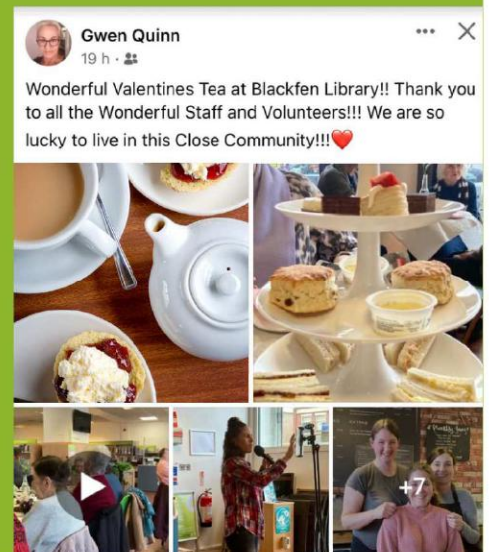 Gwen Quinn
19 h ·
Wonderful Valentines Tea at Blackfen Library!! Thank you
to all the Wonderful Staff and Volunteers!!! We are so
lucky to live in this Close Community!!!❤️
+7